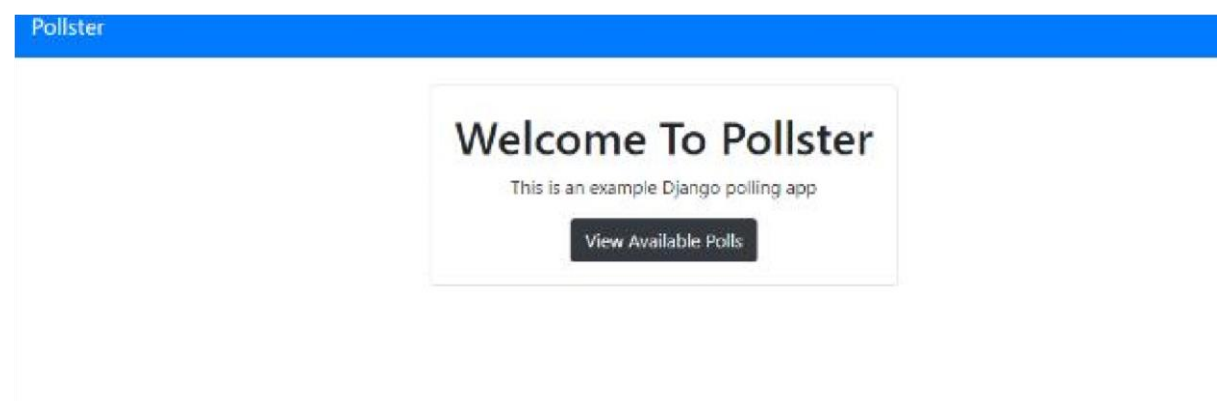 Pollster
Welcome To Pollster
This is an example Django polling app
View Available Polls